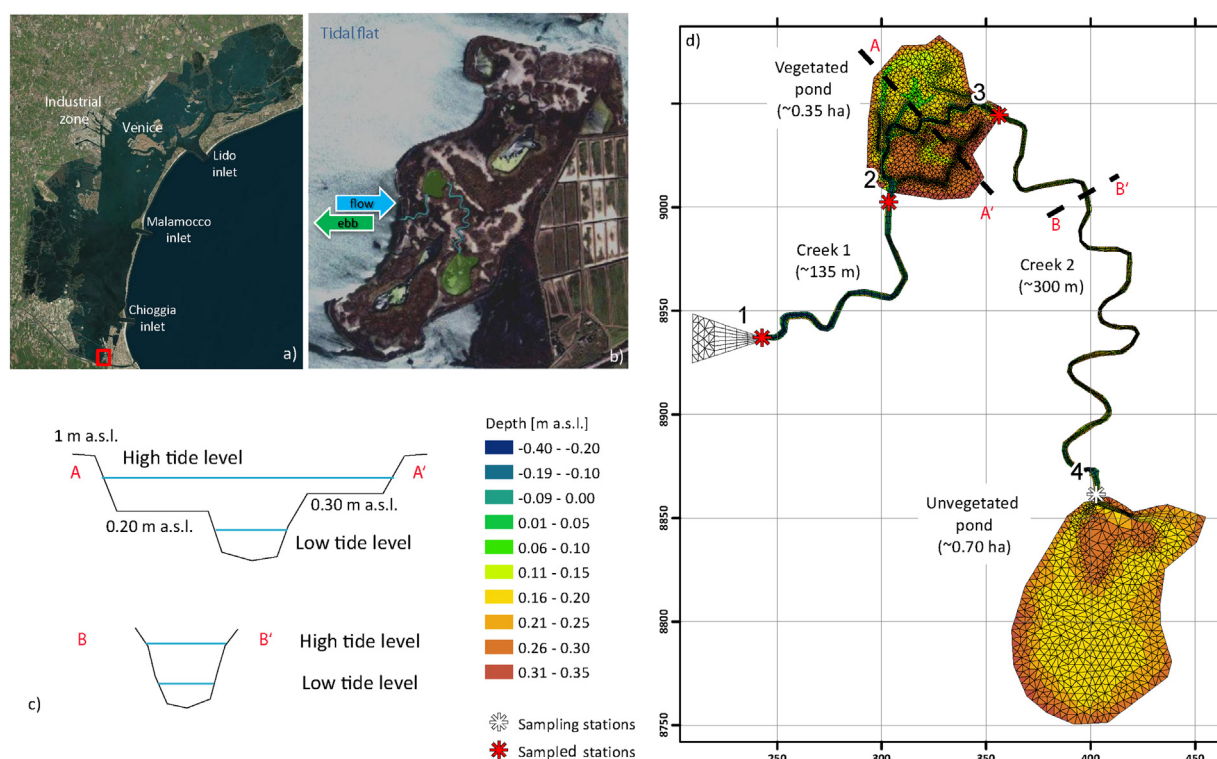 Industrial
zone
Venice
Lido
inlet
Malamocco
inlet
Chioggia
inlet
a)
Tidal flat
flow
ebb
b)
1 m a.s.l.
A
High tide level
A'
0.20 m a.s.l.
0.30 m a.s.l.
Low tide level
B
B'
High tide level
Low tide level
c)
Depth [m a.s.l.]
-0.40 - -0.20
-0.19 - -0.10
-0.09 - 0.00
0.01 - 0.05
0.06 - 0.10
0.11 - 0.15
0.16 - 0.20
0.21 - 0.25
0.26 - 0.30
0.31 - 0.35
Sampling stations
Sampled stations
d)
A
Vegetated
pond
(~0.35 ha)
3
2
A'
B'
B
Creek 1
(~135 m)
Creek 2
(~300 m)
1
4
Unvegetated
pond
(~0.70 ha)
9000
8950
8900
8850
8800
8750
250
300
350
400
450